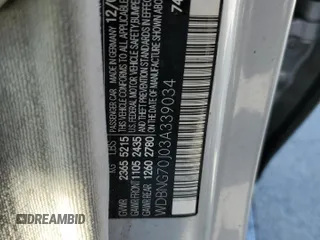 MADE IN GERMANY 12/
PASSENGER CAR
THIS VEHICLE CONFORMS TO ALL APPLICABLE
U.S. FEDERAL MOTOR VEHICLE SAFETY, BUMPER
AND THEFT PREVENTION STANDARDS IN EFFECT
ON THE DATE OF MANUFACTURE SHOWN ABOVE
KG LBS
GVWR 2365 5215
GAWR FRONT 1105 2435
GAWR REAR 1260 2780
WDBNG70J03A339034
74
DREAMBID